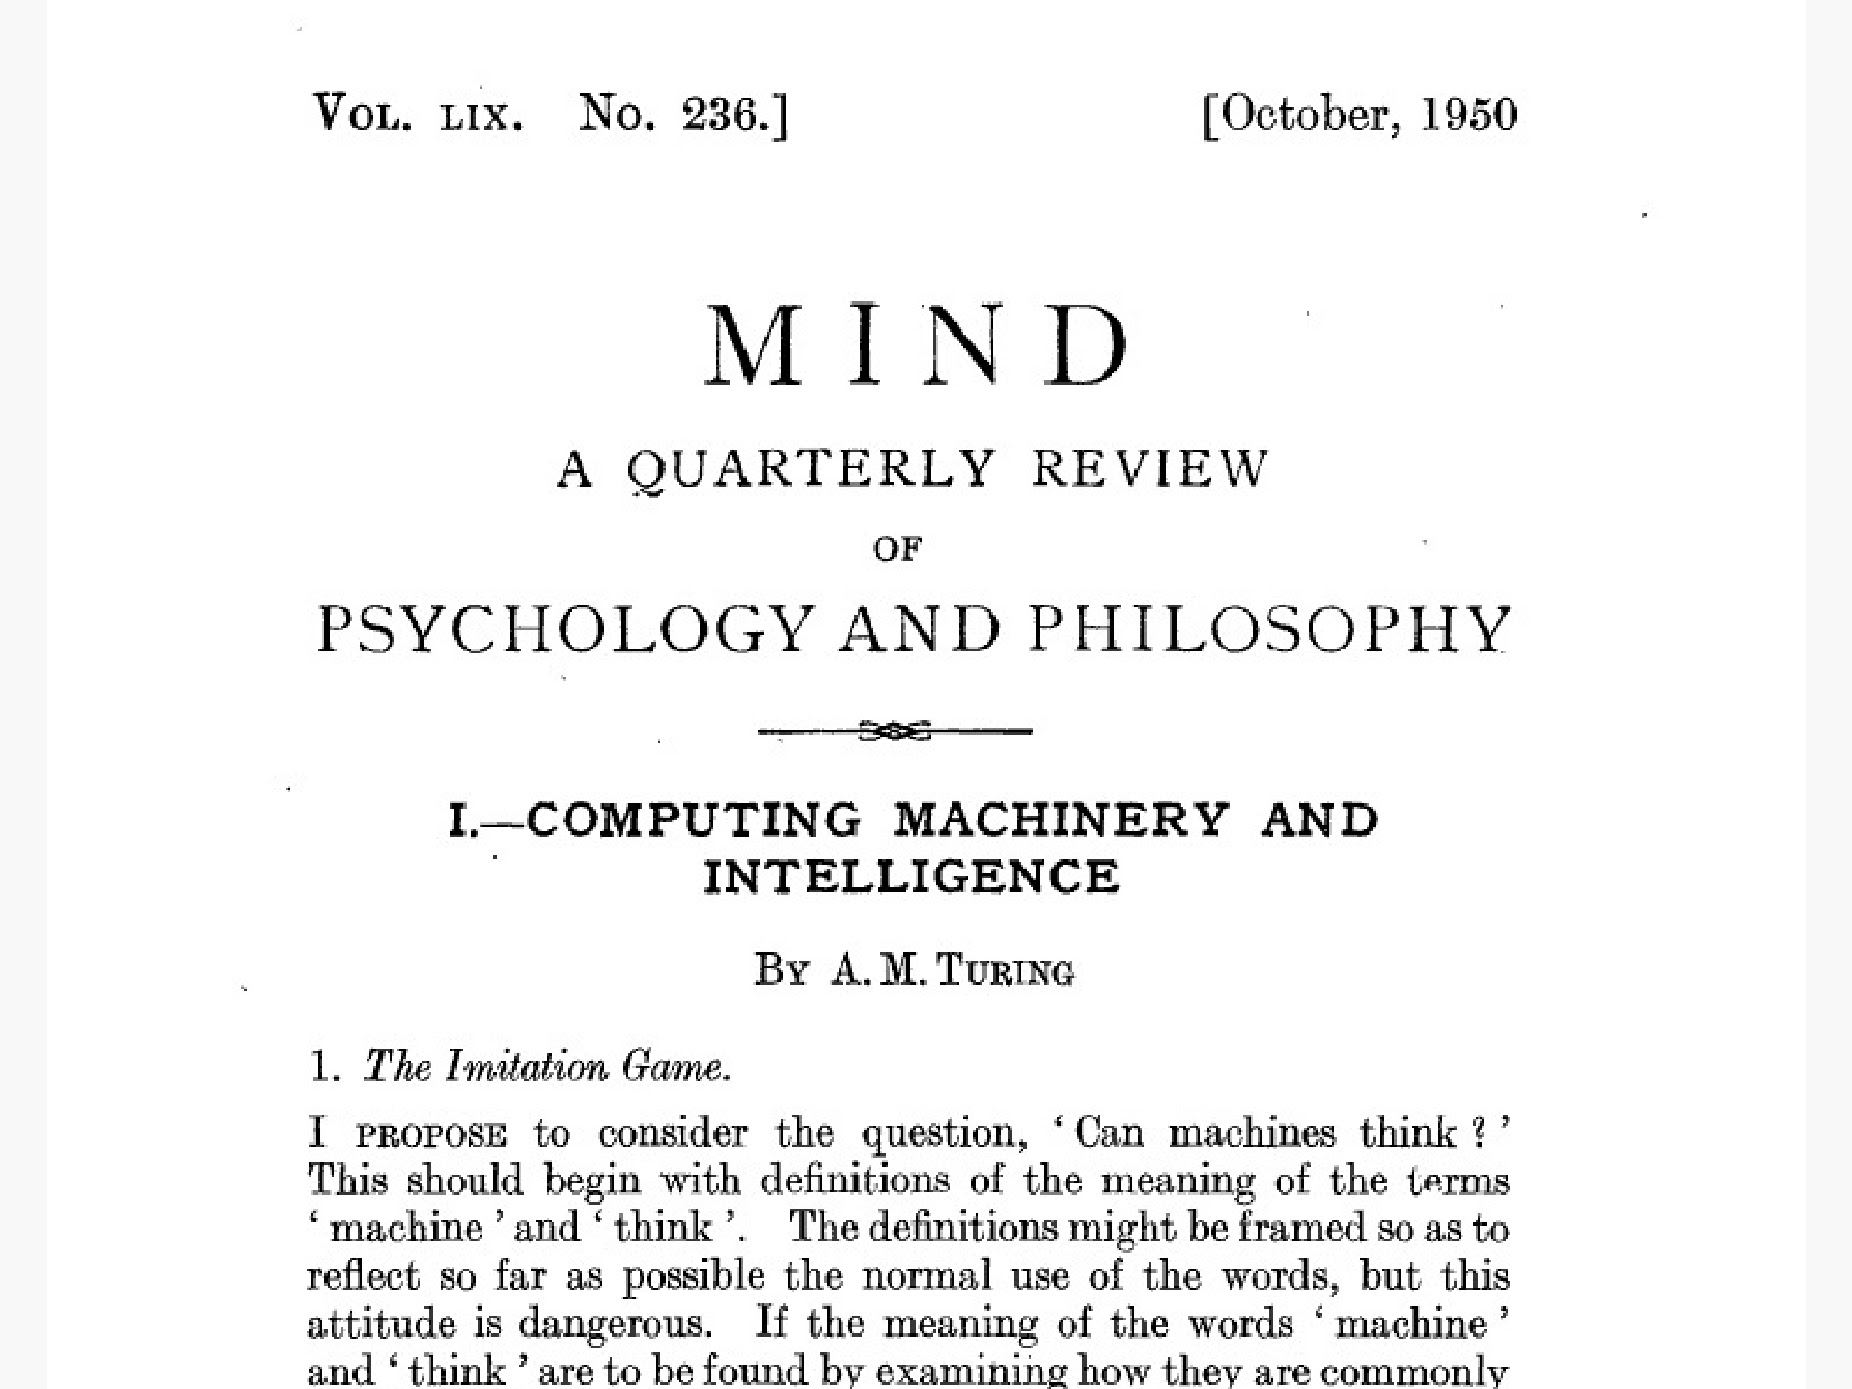 VOL. LIX. No. 236.] [October, 1950
MIND
A QUARTERLY REVIEW
OF
PSYCHOLOGY AND PHILOSOPHY
I.—COMPUTING MACHINERY AND
INTELLIGENCE
BY A. M. TURING
1. The Imitation Game.
I PROPOSE to consider the question, ‘ Can machines think ? ’
This should begin with definitions of the meaning of the terms
‘ machine ’ and ‘ think ’. The definitions might be framed so as to
reflect so far as possible the normal use of the words, but this
attitude is dangerous. If the meaning of the words ‘ machine ’
and ‘ think ’ are to be found by examining how they are commonly